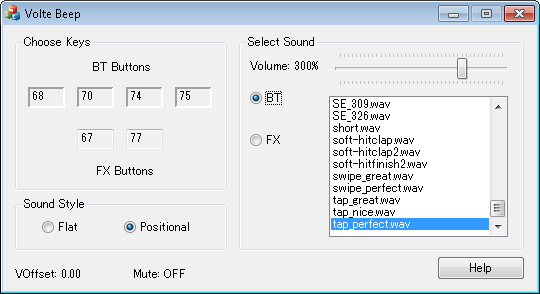 Volte Beep
Choose Keys
BT Buttons
68 70 74 75
67 77
FX Buttons
Sound Style
Flat Positional
VOffset: 0.00 Mute: OFF
Select Sound
Volume: 300%
BT
FX
SE_309.wav
SE_326.wav
short.wav
soft-hitclap.wav
soft-hitclap2.wav
soft-hitfinish2.wav
swipe_great.wav
swipe_perfect.wav
tap_great.wav
tap_nice.wav
tap_perfect.wav
Help